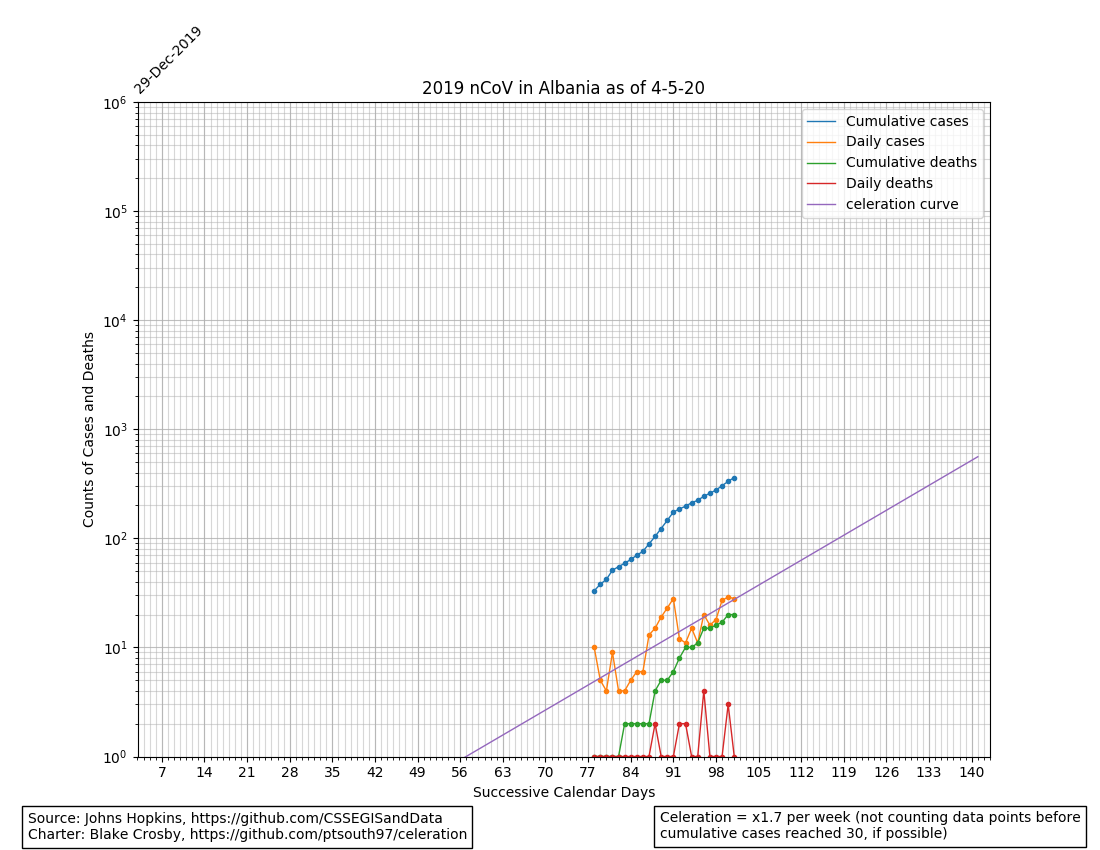 29-Dec-2019
2019 nCoV in Albania as of 4-5-20
Cumulative cases
Daily cases
Cumulative deaths
Daily deaths
celeration curve
10^6
10^5
10^4
10^3
10^2
10^1
10^0
Counts of Cases and Deaths
7 14 21 28 35 42 49 56 63 70 77 84 91 98 105 112 119 126 133 140
Successive Calendar Days
Source: Johns Hopkins, https://github.com/CSSEGISandData
Charter: Blake Crosby, https://github.com/ptsouth97/celeration
Celeration = x1.7 per week (not counting data points before
cumulative cases reached 30, if possible)